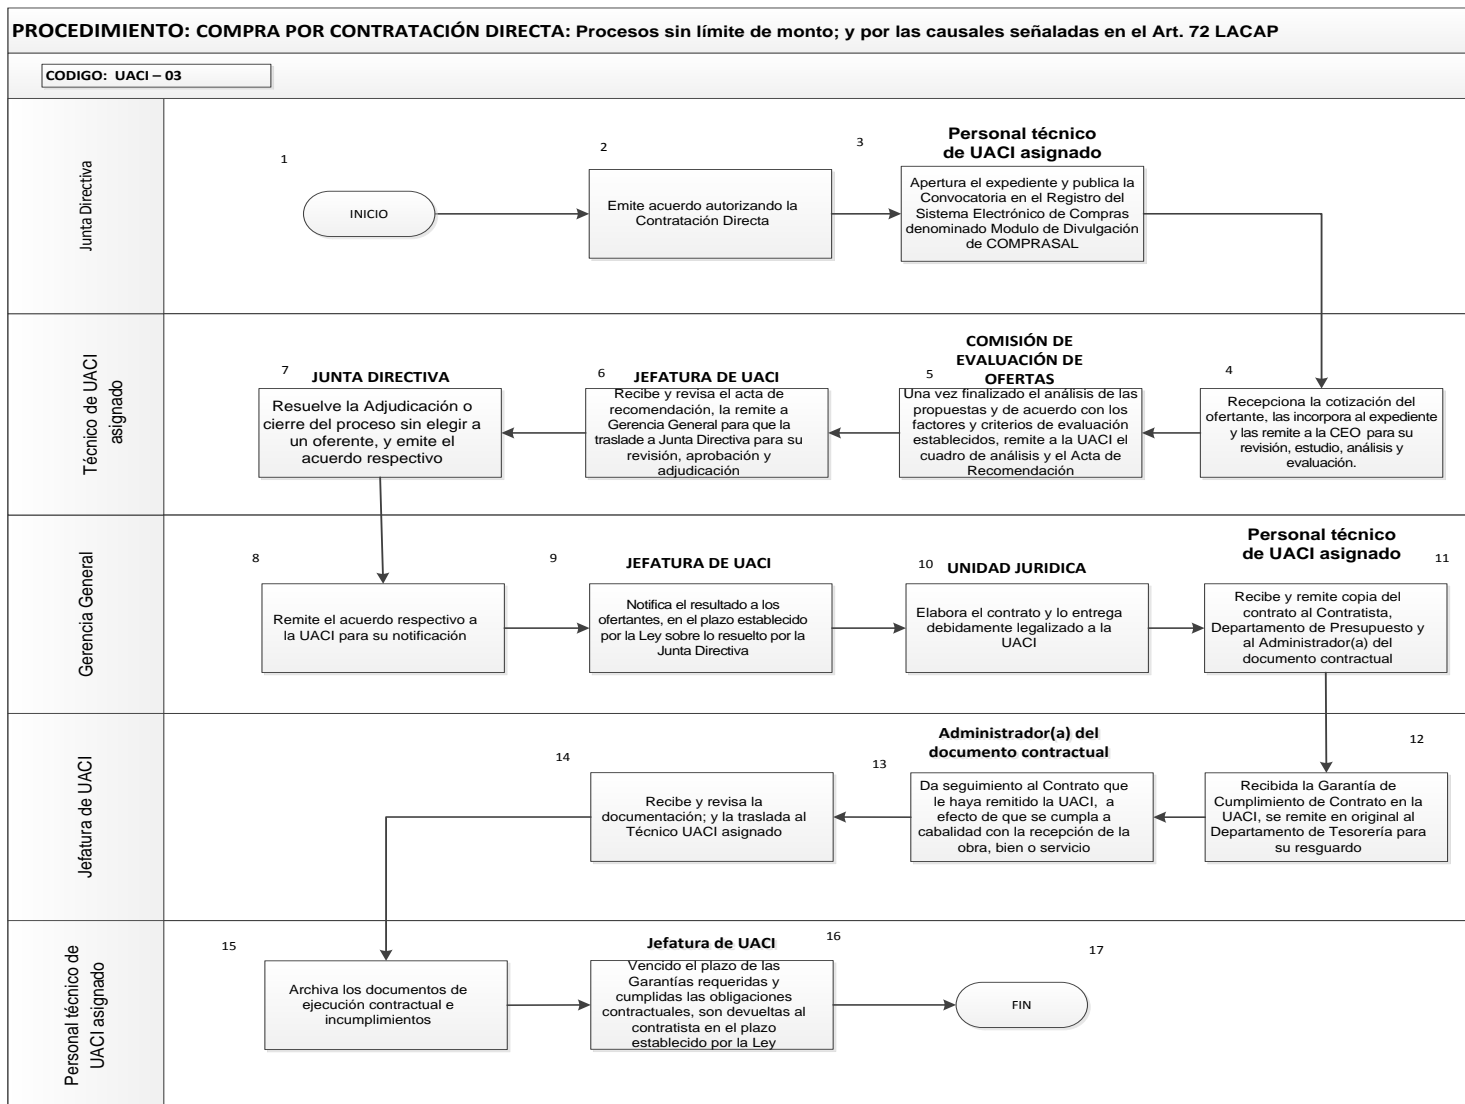 PROCEDIMIENTO: COMPRA POR CONTRATACIÓN DIRECTA: Procesos sin límite de monto; y por las causales señaladas en el Art. 72 LACAP
CODIGO: UACI – 03
Junta Directiva
1
INICIO
2
Emite acuerdo autorizando la
Contratación Directa
3
Personal técnico
de UACI asignado
Apertura el expediente y publica la
Convocatoria en el Registro del
Sistema Electrónico de Compras
denominado Modulo de Divulgación
de COMPRASAL
Técnico de UACI
asignado
7
JUNTA DIRECTIVA
Resuelve la Adjudicación o
cierre del proceso sin elegir a
un oferente, y emite el
acuerdo respectivo
6
JEFATURA DE UACI
Recibe y revisa el acta de
recomendación, la remite a
Gerencia General para que la
traslade a Junta Directiva para su
revisión, aprobación y
adjudicación
COMISIÓN DE
EVALUACIÓN DE
OFERTAS
5
Una vez finalizado el análisis de las
propuestas y de acuerdo con los
factores y criterios de evaluación
establecidos, remite a la UACI el
cuadro de análisis y el Acta de
Recomendación
4
Recepciona la cotización del
ofertante, las incorpora al expediente
y las remite a la CEO para su
revisión, estudio, análisis y
evaluación.
Gerencia General
8
Remite el acuerdo respectivo a
la UACI para su notificación
9
JEFATURA DE UACI
Notifica el resultado a los
ofertantes, en el plazo establecido
por la Ley sobre lo resuelto por la
Junta Directiva
10
UNIDAD JURIDICA
Elabora el contrato y lo entrega
debidamente legalizado a la
UACI
Personal técnico
de UACI asignado
11
Recibe y remite copia del
contrato al Contratista,
Departamento de Presupuesto y
al Administrador(a) del
documento contractual
Jefatura de UACI
14
Recibe y revisa la
documentación; y la traslada al
Técnico UACI asignado
Administrador(a) del
documento contractual
13
Da seguimiento al Contrato que
le haya remitido la UACI, a
efecto de que se cumpla a
cabalidad con la recepción de la
obra, bien o servicio
12
Recibida la Garantía de
Cumplimiento de Contrato en la
UACI, se remite en original al
Departamento de Tesorería para
su resguardo
Personal técnico de
UACI asignado
15
Archiva los documentos de
ejecución contractual e
incumplimientos
Jefatura de UACI
16
Vencido el plazo de las
Garantías requeridas y
cumplidas las obligaciones
contractuales, son devueltas al
contratista en el plazo
establecido por la Ley
17
FIN